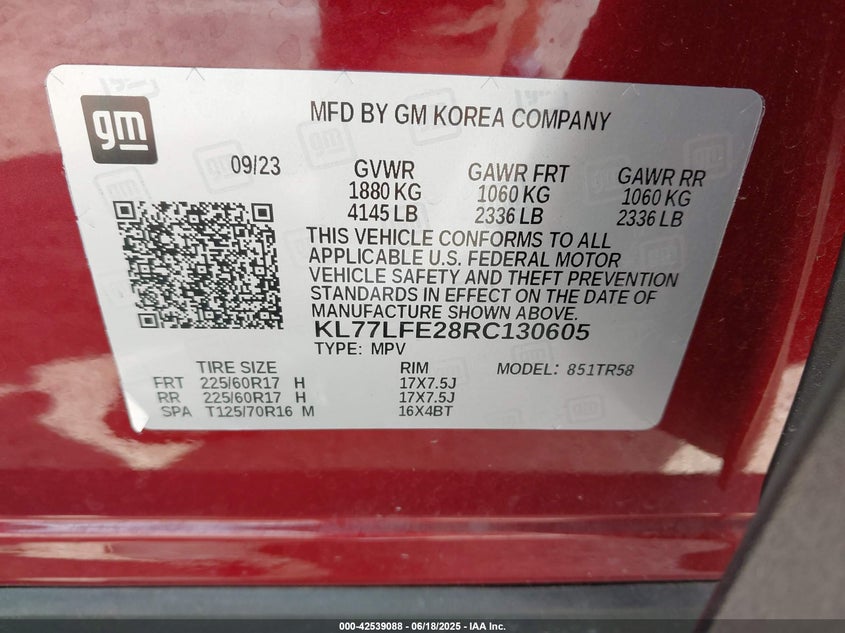 gm
MFD BY GM KOREA COMPANY
09/23 GVWR GAWR FRT GAWR RR
1880 KG 1060 KG 1060 KG
4145 LB 2336 LB 2336 LB
THIS VEHICLE CONFORMS TO ALL
APPLICABLE U.S. FEDERAL MOTOR
VEHICLE SAFETY AND THEFT PREVENTION
STANDARDS IN EFFECT ON THE DATE OF
MANUFACTURE SHOWN ABOVE.
KL77LFE28RC130605
TYPE: MPV
TIRE SIZE RIM MODEL: 851TR58
FRT 225/60R17 H 17X7.5J
RR 225/60R17 H 17X7.5J
SPA T125/70R16 M 16X4BT
000-42539088 - 06/18/2025 - IAA Inc.